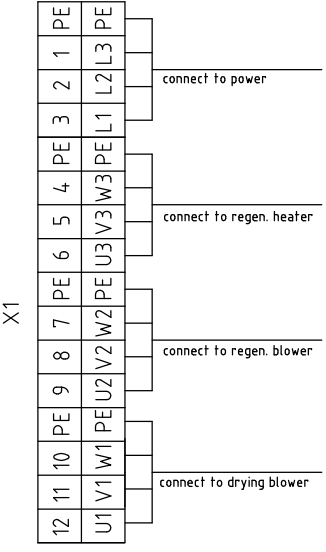 PE PE
1 L3
2 L2
connect to power
3 L1
PE PE
4 W3
5 V3
connect to regen. heater
6 U3
PE PE
X1
7 W2
8 V2
connect to regen. blower
9 U2
PE PE
10 W1
11 V1
connect to drying blower
12 U1